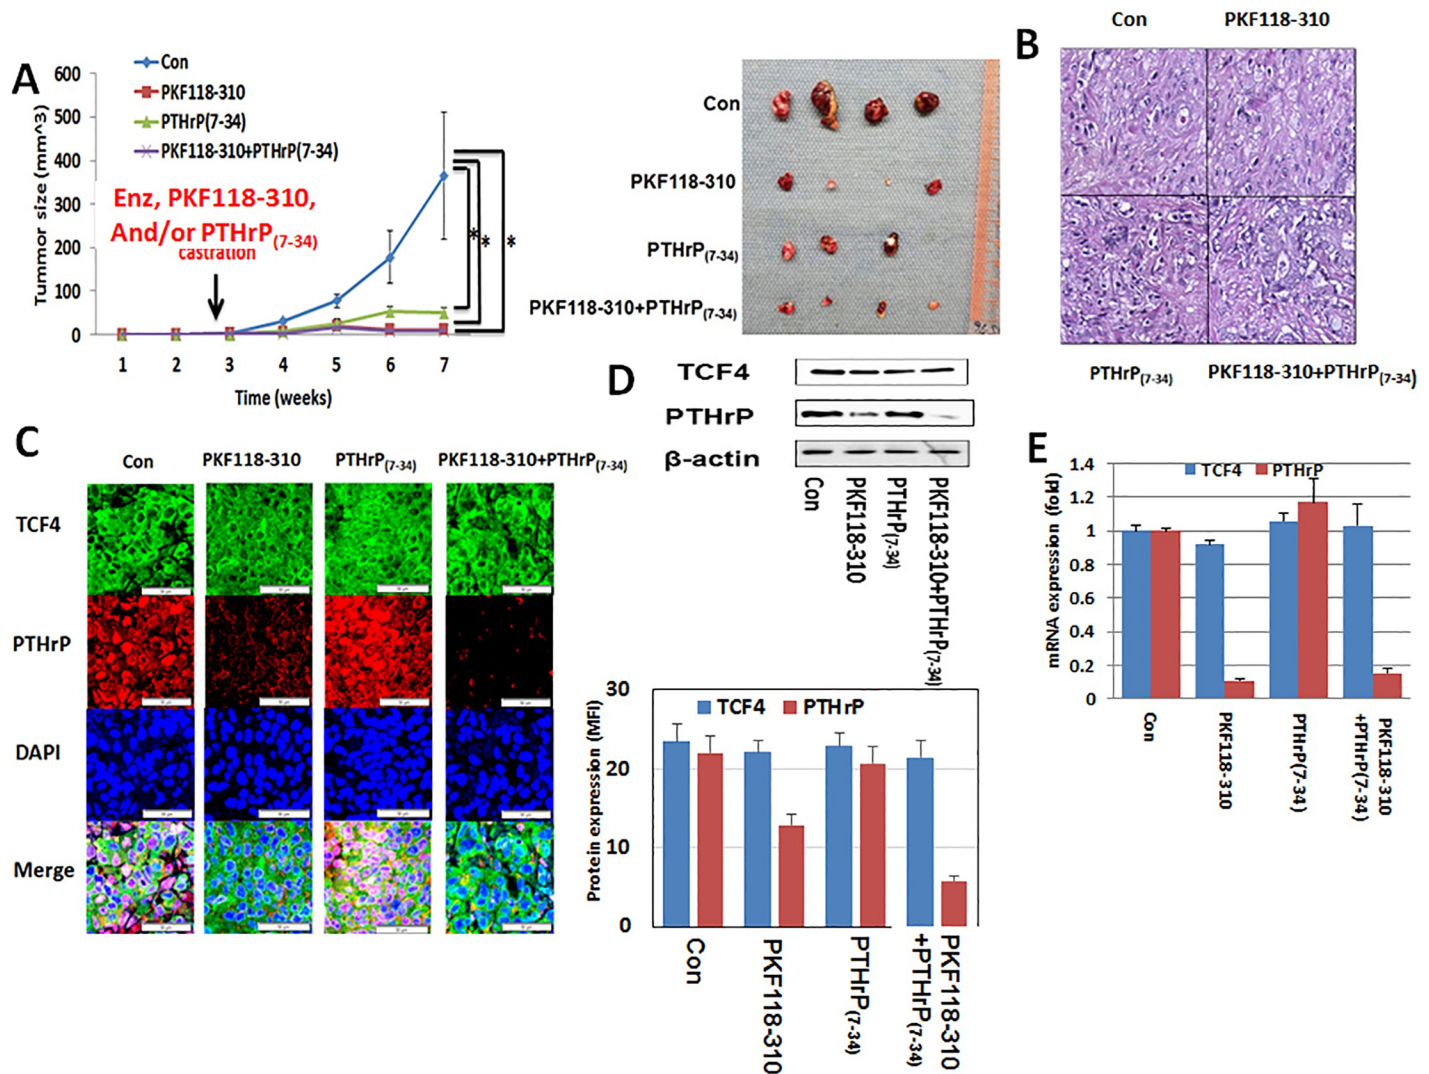 A
Tummor size (mm^3)
600
500
400
300
200
100
0
Con
PKF118-310
PTHrP(7-34)
PKF118-310+PTHrP(7-34)
Enz, PKF118-310,
And/or PTHrP(7-34)
castration
*
*
*
1 2 3 4 5 6 7
Time (weeks)
Con
PKF118-310
PTHrP(7-34)
PKF118-310+PTHrP(7-34)
B
Con PKF118-310
PTHrP(7-34) PKF118-310+PTHrP(7-34)
C
Con PKF118-310 PTHrP(7-34) PKF118-310+PTHrP(7-34)
TCF4
PTHrP
DAPI
Merge
D
TCF4
PTHrP
β-actin
Con
PKF118-310
PTHrP(7-34)
PKF118-310+PTHrP(7-34)
Protein expression (MFI)
30
20
10
0
TCF4 PTHrP
Con
PKF118-310
PTHrP(7-34)
PKF118-310
+PTHrP(7-34)
E
mRNA expression (fold)
1.4
1.2
1
0.8
0.6
0.4
0.2
0
TCF4 PTHrP
Con
PKF118-310
PTHrP(7-34)
PKF118-310
+PTHrP(7-34)